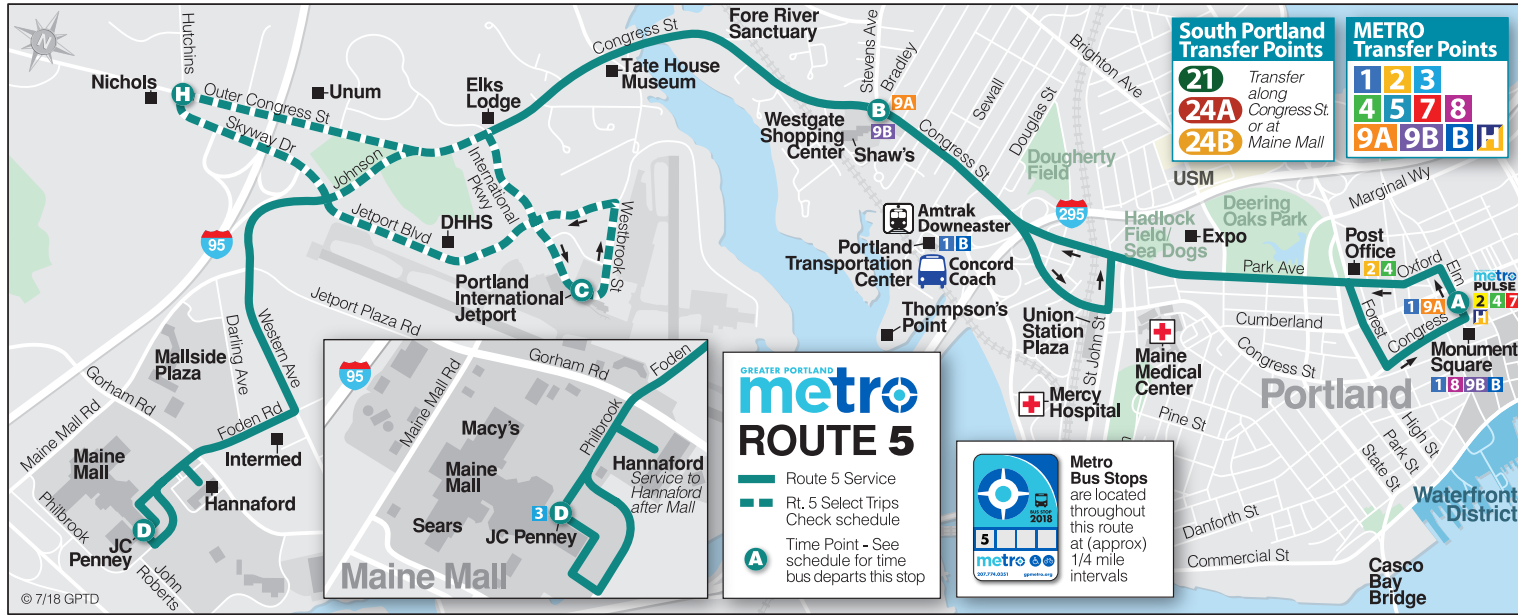 Hutchins
N
Nichols
H
Outer Congress St
Unum
Skyway Dr
Elks
Lodge
Congress St
Tate House
Museum
Fore River
Sanctuary
Stevens Ave
Bradley
B
9A
9B
Westgate
Shopping
Center
Shaw's
Congress St
Sewall
Douglas St
Brighton Ave
Dougherty
Field
South Portland
Transfer Points
21
24A
24B
Transfer
along
Congress St.
or at
Maine Mall
METRO
Transfer Points
1 2 3
4 5 7 8
9A 9B B H
USM
Marginal Wy
Johnson
International
Pkwy
Jetport Blvd
DHHS
Westbrook St
Portland
International
Jetport
C
95
Amtrak
Downeaster
1 B
Portland
Transportation
Center
Concord
Coach
Thompson's
Point
295
Hadlock
Field/
Sea Dogs
Deering
Oaks Park
Expo
Park Ave
Post
Office
2 4
Oxford
Elm
metro
PULSE
2 4 7
H
1 9A
A
Forest
Congress
Monument
Square
1 8 9B B
Cumberland
Congress St
Portland
Union
Station
Plaza
St John St
Maine
Medical
Center
Mercy
Hospital
Pine St
High St
Park St
State St
Waterfront
District
Danforth St
Commercial St
Casco
Bay
Bridge
Jetport Plaza Rd
Darling Ave
Western Ave
Mallside
Plaza
Gorham Rd
Maine Mall Rd
Foden Rd
Intermed
Maine
Mall
Hannaford
Philbrook
D
JC
Penney
John
Roberts
© 7/18 GPTD
95
Maine Mall Rd
Gorham Rd
Foden
Macy's
Philbrook
Maine
Mall
Hannaford
Service to
Hannaford
after Mall
3
D
Sears
JC Penney
Maine Mall
GREATER PORTLAND
metro
ROUTE 5
Route 5 Service
Rt. 5 Select Trips
Check schedule
A
Time Point - See
schedule for time
bus departs this stop
BUS STOP
2018
5
metro
207.774.0351
gpmetro.org
Metro
Bus Stops
are located
throughout
this route
at (approx)
1/4 mile
intervals